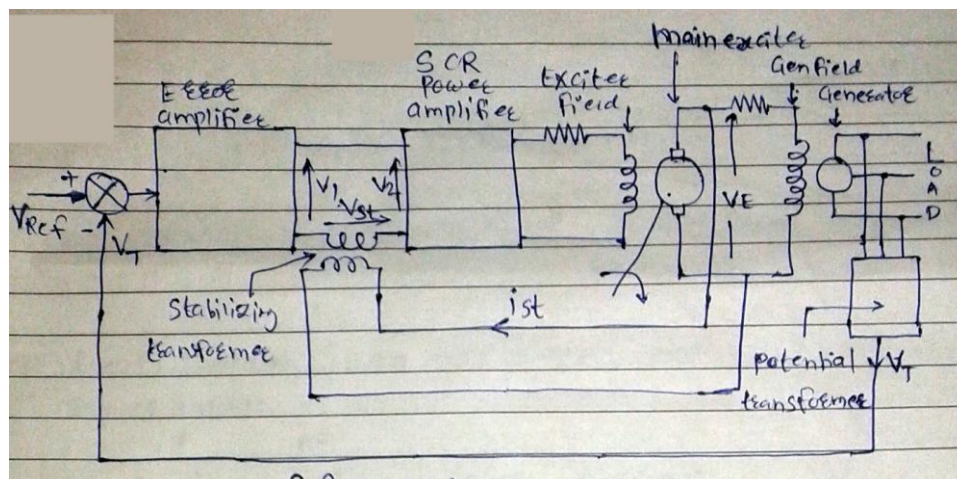 main exciter
SCR
Power
amplifier
Exciter
field
Gen field
Generator
Error
amplifier
+
VRef
-
VT
V1
Vst
V2
VE
L
O
A
D
Stabilizing
transformer
ist
potential
transformer
VT